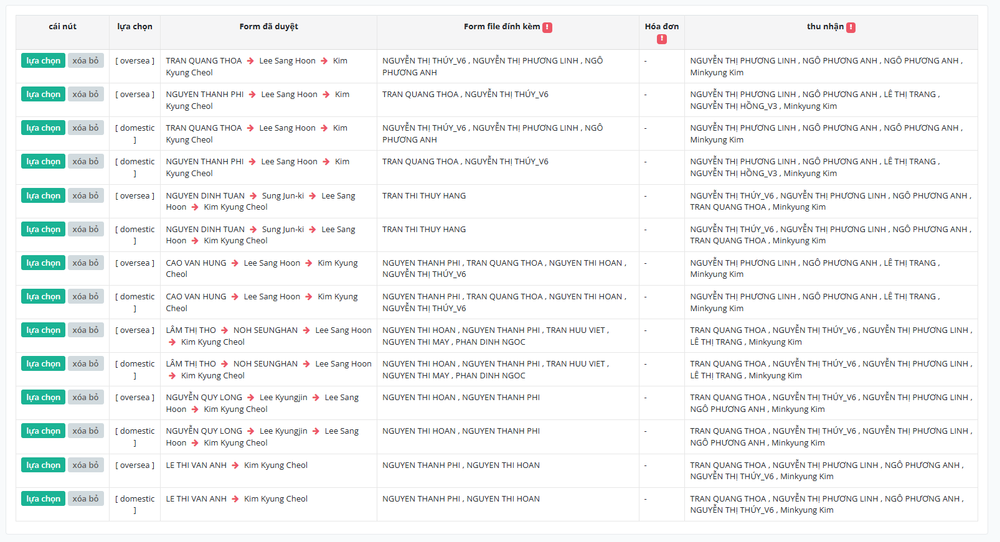 cái nút lựa chọn Form đã duyệt Form file đính kèm ! Hóa đơn ! thu nhận !
lựa chọn xóa bỏ [ oversea ] TRAN QUANG THOA → Lee Sang Hoon → Kim NGUYỄN THỊ THÚY_V6 , NGUYỄN THỊ PHƯƠNG LINH , NGÔ - NGUYỄN THỊ PHƯƠNG LINH , NGÔ PHƯƠNG ANH , NGÔ PHƯƠNG ANH ,
Kyung Cheol PHƯƠNG ANH Minkyung Kim
lựa chọn xóa bỏ [ oversea ] NGUYEN THANH PHI → Lee Sang Hoon → Kim TRAN QUANG THOA , NGUYỄN THỊ THÚY_V6 - NGUYỄN THỊ PHƯƠNG LINH , NGÔ PHƯƠNG ANH , LÊ THỊ TRANG ,
Kyung Cheol NGUYỄN THỊ HỒNG_V3 , Minkyung Kim
lựa chọn xóa bỏ [ domestic TRAN QUANG THOA → Lee Sang Hoon → Kim NGUYỄN THỊ THÚY_V6 , NGUYỄN THỊ PHƯƠNG LINH , NGÔ - NGUYỄN THỊ PHƯƠNG LINH , NGÔ PHƯƠNG ANH , NGÔ PHƯƠNG ANH ,
] Kyung Cheol PHƯƠNG ANH Minkyung Kim
lựa chọn xóa bỏ [ domestic NGUYEN THANH PHI → Lee Sang Hoon → Kim TRAN QUANG THOA , NGUYỄN THỊ THÚY_V6 - NGUYỄN THỊ PHƯƠNG LINH , NGÔ PHƯƠNG ANH , LÊ THỊ TRANG ,
] Kyung Cheol NGUYỄN THỊ HỒNG_V3 , Minkyung Kim
lựa chọn xóa bỏ [ oversea ] NGUYEN DINH TUAN → Sung Jun-ki → Lee Sang TRAN THI THUY HANG - NGUYỄN THỊ THÚY_V6 , NGUYỄN THỊ PHƯƠNG LINH , NGÔ PHƯƠNG ANH ,
Hoon → Kim Kyung Cheol TRAN QUANG THOA , Minkyung Kim
lựa chọn xóa bỏ [ domestic NGUYEN DINH TUAN → Sung Jun-ki → Lee Sang TRAN THI THUY HANG - NGUYỄN THỊ THÚY_V6 , NGUYỄN THỊ PHƯƠNG LINH , NGÔ PHƯƠNG ANH ,
] Hoon → Kim Kyung Cheol TRAN QUANG THOA , Minkyung Kim
lựa chọn xóa bỏ [ oversea ] CAO VAN HUNG → Lee Sang Hoon → Kim Kyung NGUYEN THANH PHI , TRAN QUANG THOA , NGUYEN THI HOAN , - NGUYỄN THỊ PHƯƠNG LINH , NGÔ PHƯƠNG ANH , LÊ THỊ TRANG ,
Cheol NGUYỄN THỊ THÚY_V6 Minkyung Kim
lựa chọn xóa bỏ [ domestic CAO VAN HUNG → Lee Sang Hoon → Kim Kyung NGUYEN THANH PHI , TRAN QUANG THOA , NGUYEN THI HOAN , - NGUYỄN THỊ PHƯƠNG LINH , NGÔ PHƯƠNG ANH , LÊ THỊ TRANG ,
] Cheol NGUYỄN THỊ THÚY_V6 Minkyung Kim
lựa chọn xóa bỏ [ oversea ] LÂM THỊ THO → NOH SEUNGHAN → Lee Sang Hoon NGUYEN THI HOAN , NGUYEN THANH PHI , TRAN HUU VIET , - TRAN QUANG THOA , NGUYỄN THỊ THÚY_V6 , NGUYỄN THỊ PHƯƠNG LINH ,
→ Kim Kyung Cheol NGUYEN THI MAY , PHAN DINH NGOC LÊ THỊ TRANG , Minkyung Kim
lựa chọn xóa bỏ [ domestic LÂM THỊ THO → NOH SEUNGHAN → Lee Sang Hoon NGUYEN THI HOAN , NGUYEN THANH PHI , TRAN HUU VIET , - TRAN QUANG THOA , NGUYỄN THỊ THÚY_V6 , NGUYỄN THỊ PHƯƠNG LINH ,
] → Kim Kyung Cheol NGUYEN THI MAY , PHAN DINH NGOC LÊ THỊ TRANG , Minkyung Kim
lựa chọn xóa bỏ [ oversea ] NGUYỄN QUY LONG → Lee Kyungjin → Lee Sang NGUYEN THI HOAN , NGUYEN THANH PHI - TRAN QUANG THOA , NGUYỄN THỊ THÚY_V6 , NGUYỄN THỊ PHƯƠNG LINH ,
Hoon → Kim Kyung Cheol NGÔ PHƯƠNG ANH , Minkyung Kim
lựa chọn xóa bỏ [ domestic NGUYỄN QUY LONG → Lee Kyungjin → Lee Sang NGUYEN THI HOAN , NGUYEN THANH PHI - TRAN QUANG THOA , NGUYỄN THỊ THÚY_V6 , NGUYỄN THỊ PHƯƠNG LINH ,
] Hoon → Kim Kyung Cheol NGÔ PHƯƠNG ANH , Minkyung Kim
lựa chọn xóa bỏ [ oversea ] LE THI VAN ANH → Kim Kyung Cheol NGUYEN THANH PHI , NGUYEN THI HOAN - TRAN QUANG THOA , NGUYỄN THỊ PHƯƠNG LINH , NGÔ PHƯƠNG ANH ,
NGUYỄN THỊ THÚY_V6 , Minkyung Kim
lựa chọn xóa bỏ [ domestic LE THI VAN ANH → Kim Kyung Cheol NGUYEN THANH PHI , NGUYEN THI HOAN - TRAN QUANG THOA , NGUYỄN THỊ PHƯƠNG LINH , NGÔ PHƯƠNG ANH ,
] NGUYỄN THỊ THÚY_V6 , Minkyung Kim